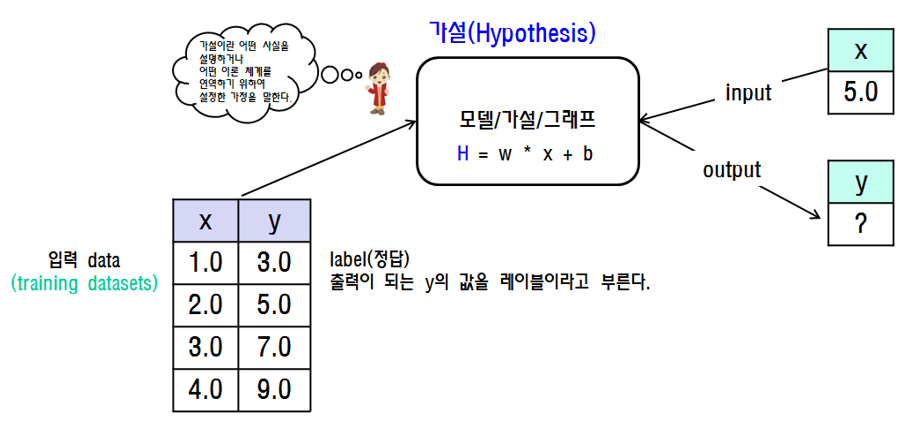 가설(Hypothesis)
가설이란 어떤 사실을
설명하거나
어떤 이론 체계를
연역하기 위하여
설정한 가정을 말한다.
모델/가설/그래프
H = w * x + b
input
x
5.0
output
y
?
입력 data
(training datasets)
x y
1.0 3.0
2.0 5.0
3.0 7.0
4.0 9.0
label(정답)
출력이 되는 y의 값을 레이블이라고 부른다.